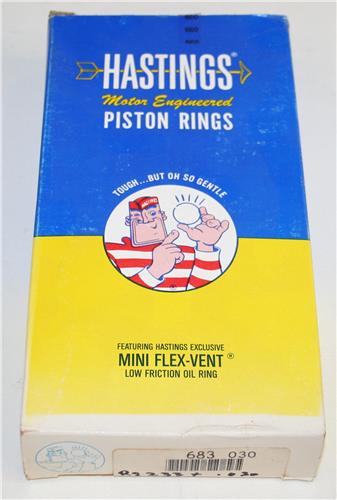 HASTINGS®
Motor Engineered
PISTON RINGS
TOUGH...BUT OH SO GENTLE
FEATURING HASTINGS EXCLUSIVE
MINI FLEX-VENT®
LOW FRICTION OIL RING
683 030